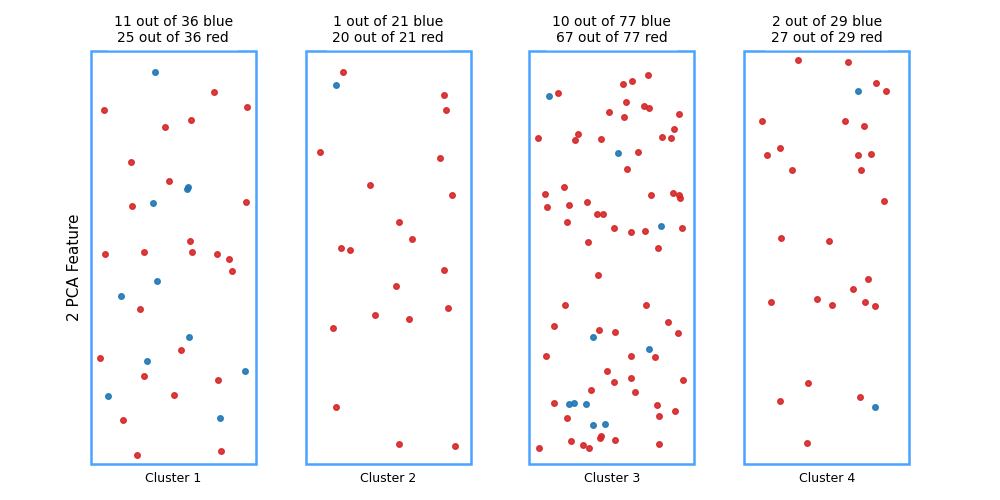 11 out of 36 blue
25 out of 36 red
1 out of 21 blue
20 out of 21 red
10 out of 77 blue
67 out of 77 red
2 out of 29 blue
27 out of 29 red
2 PCA Feature
Cluster 1
Cluster 2
Cluster 3
Cluster 4